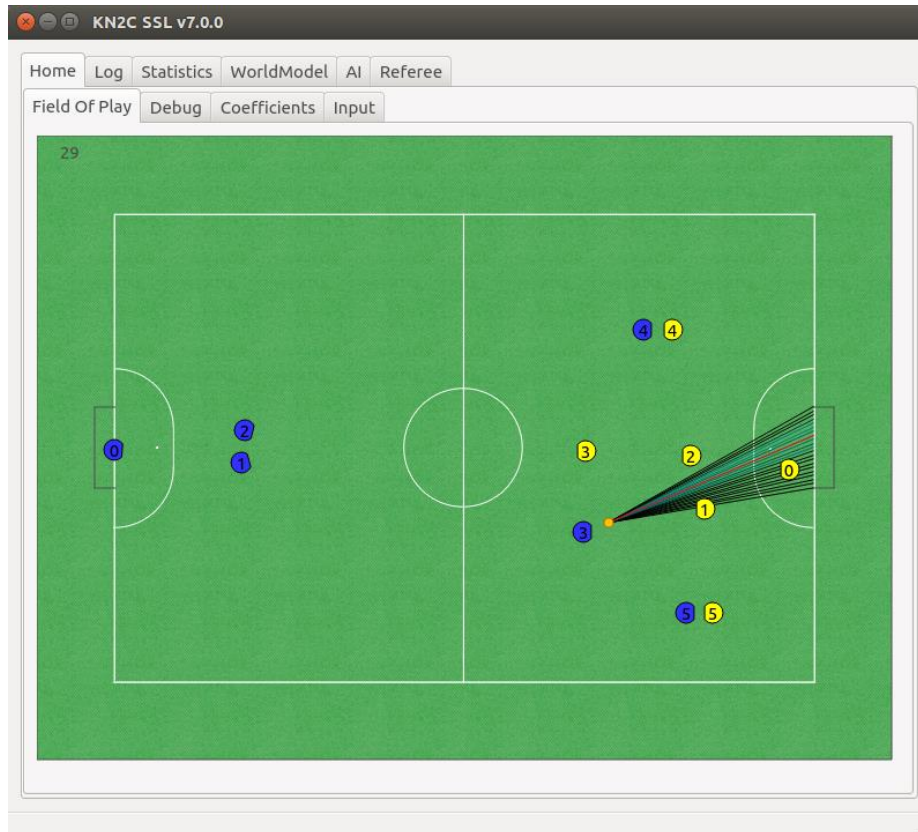 KN2C SSL v7.0.0
Home Log Statistics WorldModel AI Referee
Field Of Play Debug Coefficients Input
29
4 4
2
3 2
0 1 0
1
3
5 5